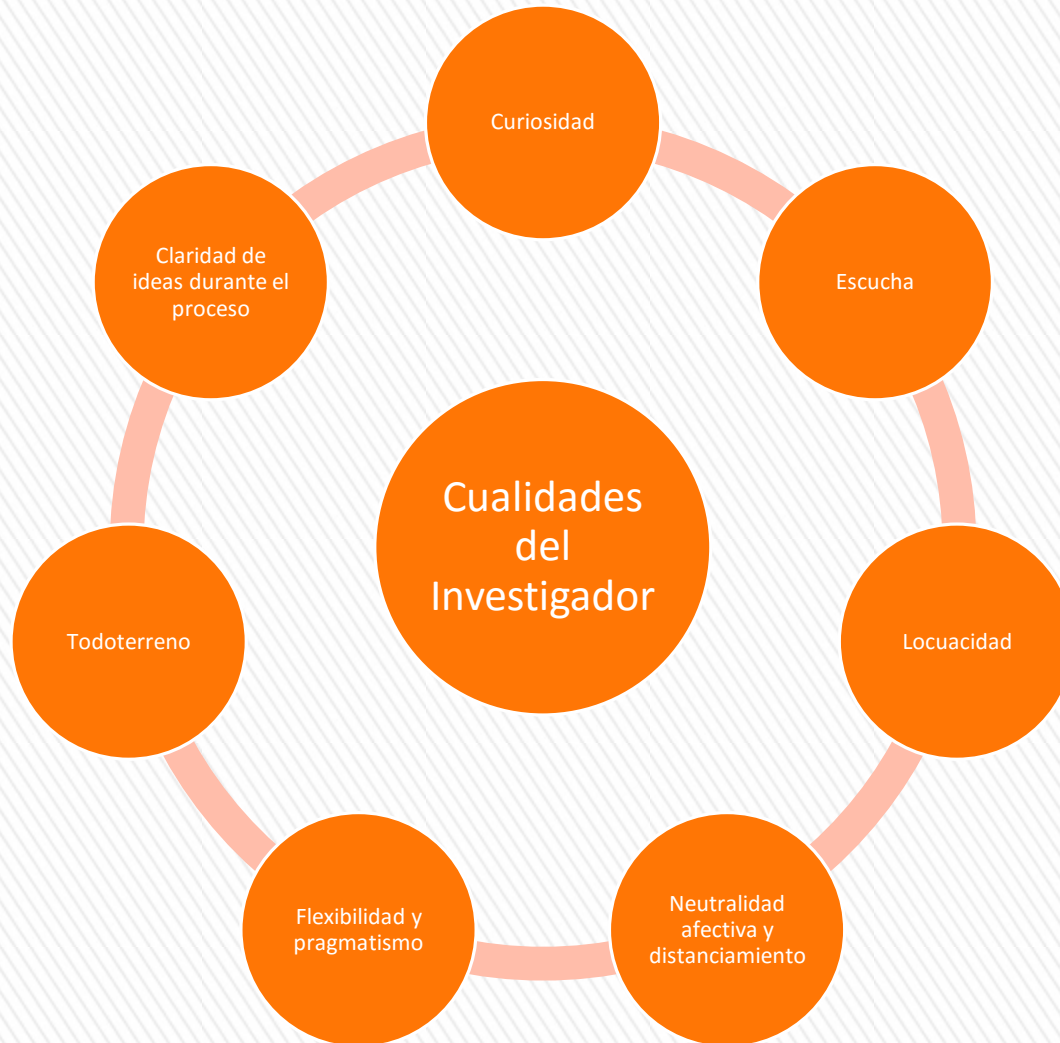 Curiosidad
Escucha
Locuacidad
Neutralidad
afectiva y
distanciamiento
Flexibilidad y
pragmatismo
Todoterreno
Claridad de
ideas durante el
proceso
Cualidades
del
Investigador